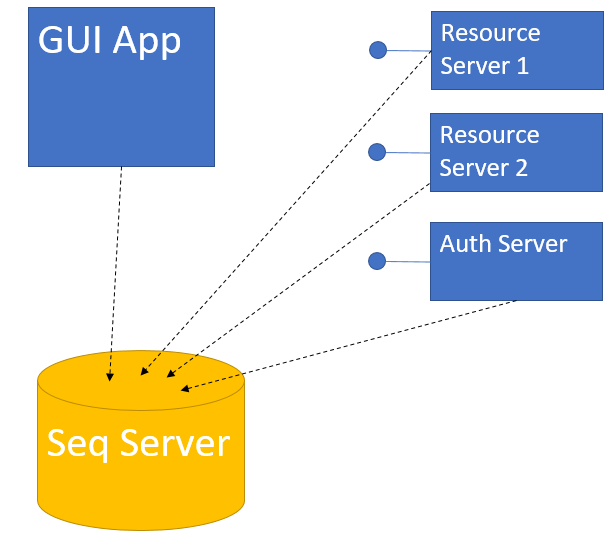 GUI App
Resource
Server 1
Resource
Server 2
Auth Server
Seq Server